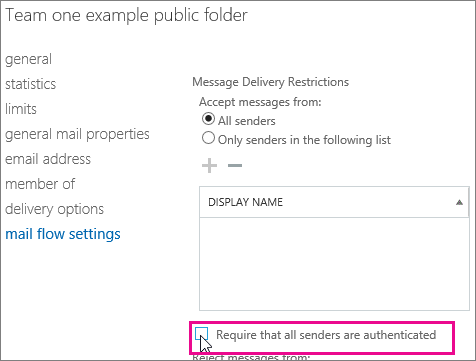 Team one example public folder
general
statistics
limits
general mail properties
email address
member of
delivery options
mail flow settings
Message Delivery Restrictions
Accept messages from:
All senders
Only senders in the following list
DISPLAY NAME
Require that all senders are authenticated
Reject messages from: